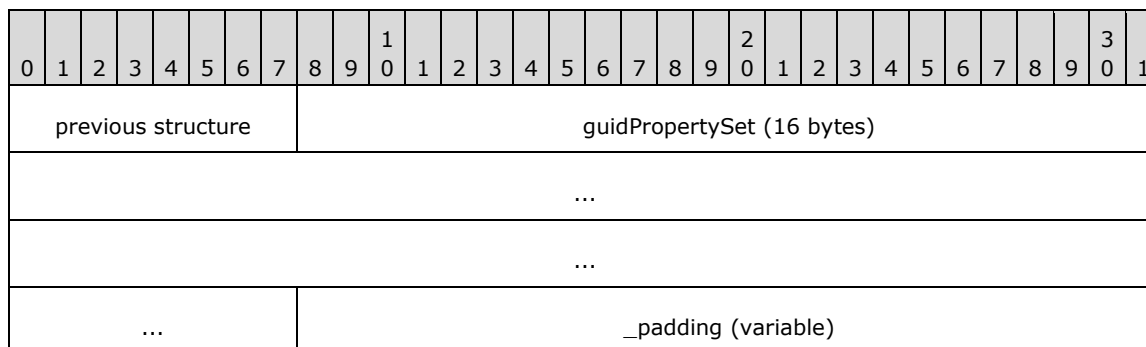 1 2 3
0 1 2 3 4 5 6 7 8 9 0 1 2 3 4 5 6 7 8 9 0 1 2 3 4 5 6 7 8 9 0 1
previous structure guidPropertySet (16 bytes)
...
...
... _padding (variable)